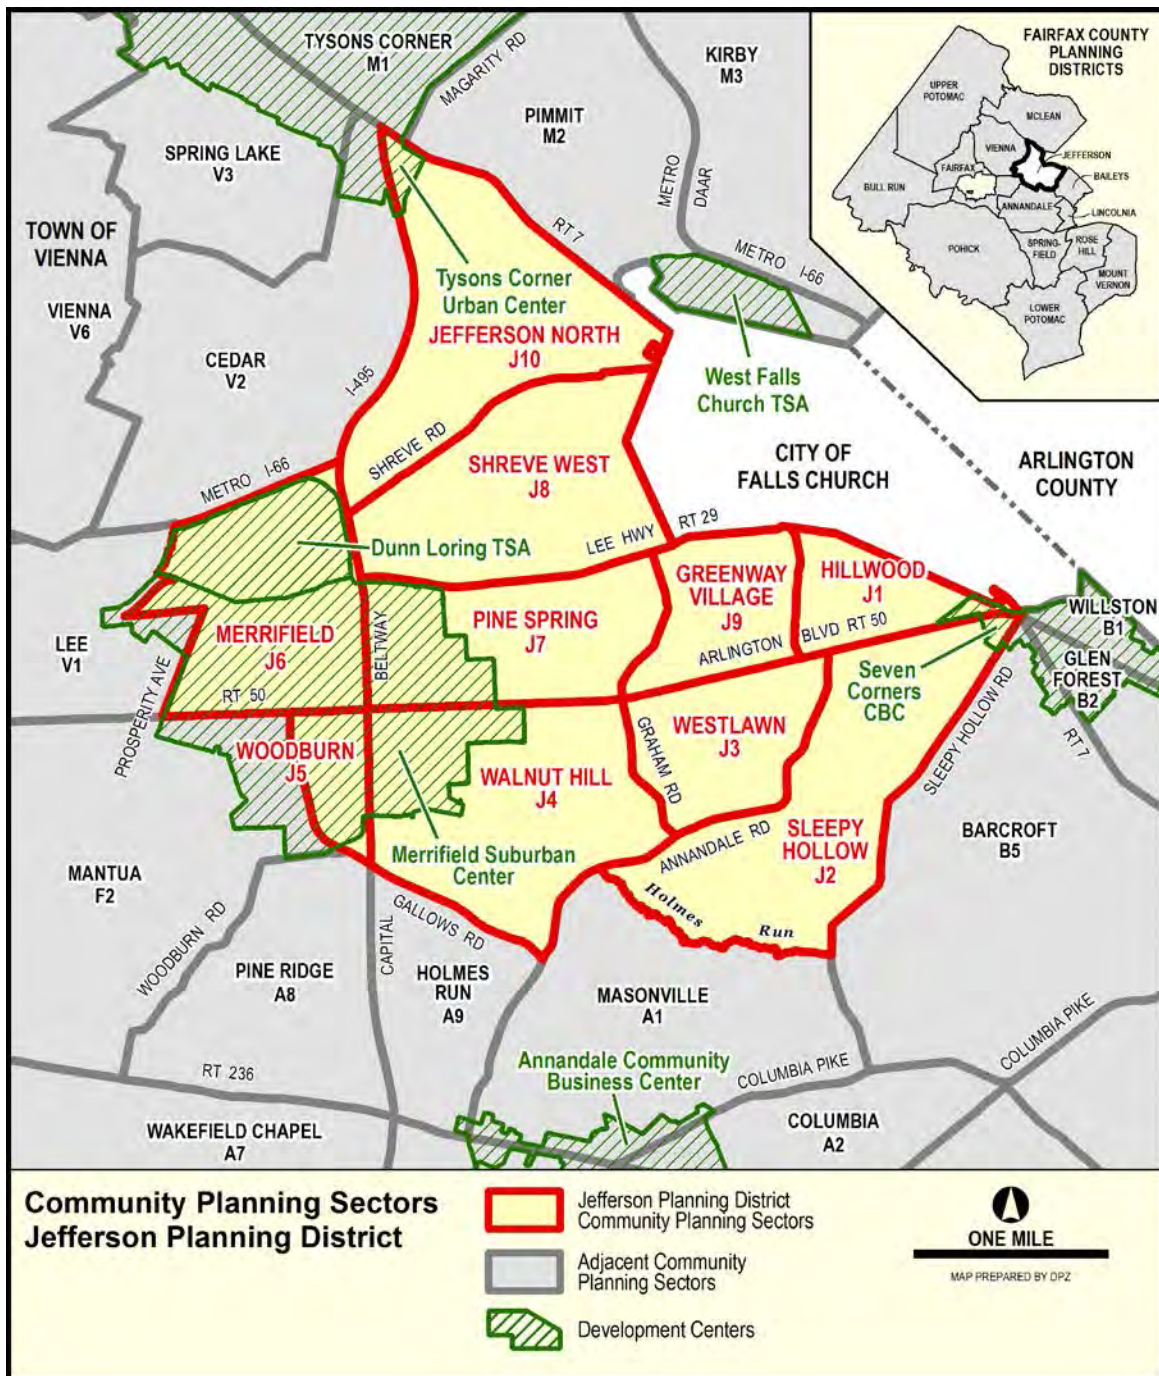 TYSONS CORNER
M1
MAGARITY RD
KIRBY
M3
PIMMIT
M2
SPRING LAKE
V3
METRO
DAAR
METRO I-66
RT 7
TOWN OF
VIENNA
VIENNA
V6
CEDAR
V2
Tysons Corner
Urban Center
JEFFERSON NORTH
J10
I-495
West Falls
Church TSA
SHREVE RD
SHREVE WEST
J8
CITY OF
FALLS CHURCH
ARLINGTON
COUNTY
METRO I-66
Dunn Loring TSA
LEE HWY
RT 29
GREENWAY
VILLAGE
J9
HILLWOOD
J1
WILLSTON
B1
GLEN
FOREST
B2
LEE
V1
MERRIFIELD
J6
BELTWAY
PINE SPRING
J7
ARLINGTON
BLVD RT 50
Seven
Corners
CBC
RT 50
PROSPERITY AVE
WOODBURN
J5
WALNUT HILL
J4
GRAHAM RD
WESTLAWN
J3
SLEEPY HOLLOW RD
RT 7
SLEEPY
HOLLOW
J2
BARCROFT
B5
ANNANDALE RD
Merrifield Suburban
Center
MANTUA
F2
Holmes
Run
GALLOWS RD
WOODBURN RD
CAPITAL
PINE RIDGE
A8
HOLMES
RUN
A9
MASONVILLE
A1
RT 236
Annandale Community
Business Center
COLUMBIA PIKE
COLUMBIA PIKE
WAKEFIELD CHAPEL
A7
COLUMBIA
A2
FAIRFAX COUNTY
PLANNING
DISTRICTS
UPPER
POTOMAC
MCLEAN
VIENNA
JEFFERSON
FAIRFAX
BAILEYS
BULL RUN
ANNANDALE
LINCOLNIA
POHICK
SPRING-
FIELD
ROSE
HILL
MOUNT
VERNON
LOWER
POTOMAC
Community Planning Sectors
Jefferson Planning District
Jefferson Planning District
Community Planning Sectors
Adjacent Community
Planning Sectors
Development Centers
ONE MILE
MAP PREPARED BY DPZ